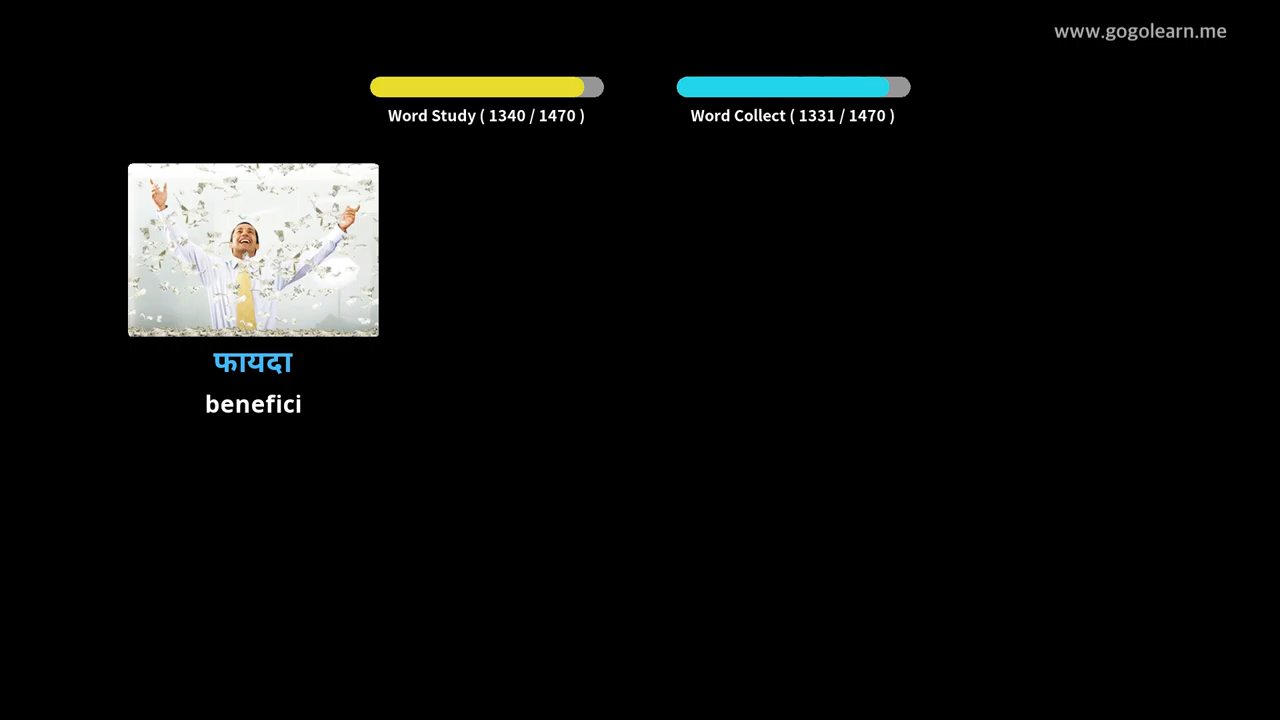 www.gogolearn.me
Word Study ( 1340 / 1470 )
Word Collect ( 1331 / 1470 )
फायदा
benefici